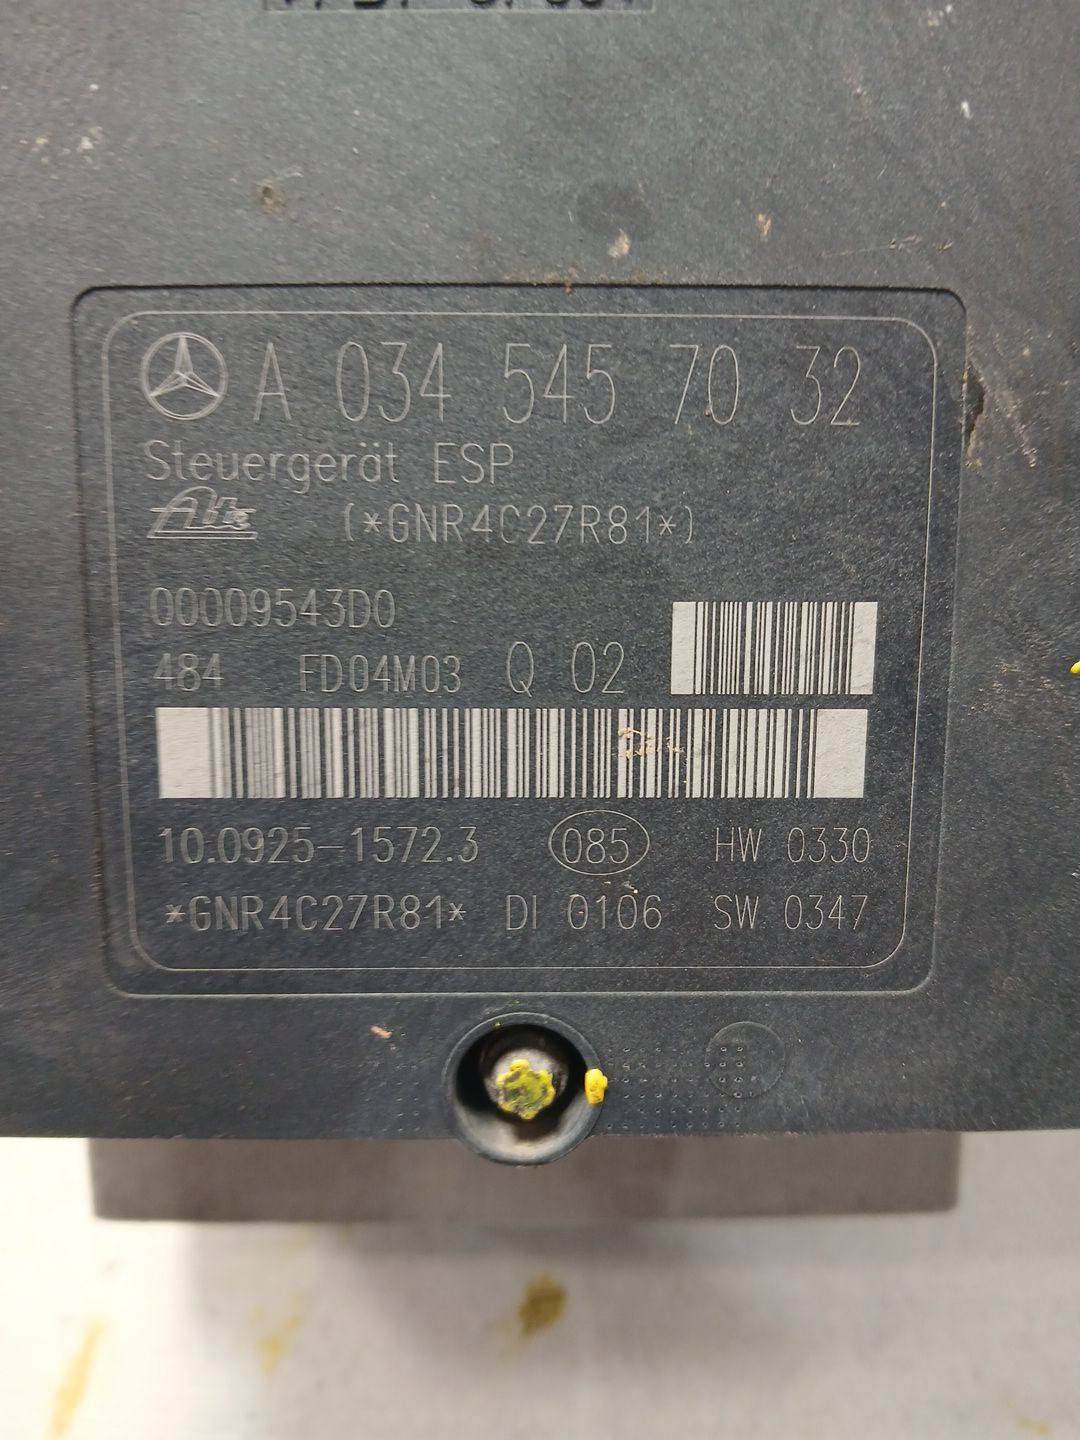 A 034 545 70 32
Steuergerät ESP
Ate (*GNR4C27R81*)
00009543D0
484 FD04M03 Q 02
10.0925-1572.3 085 HW 0330
*GNR4C27R81* DI 0106 SW 0347